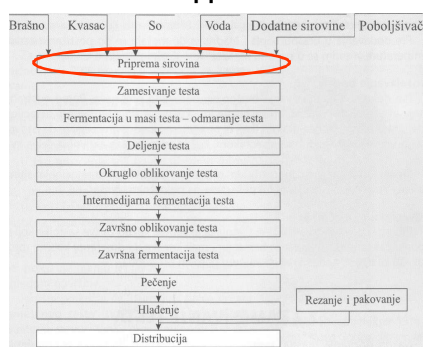 Brašno Kvasac So Voda Dodatne sirovine Poboljšivač
Priprema sirovina
Zamesivanje testa
Fermentacija u masi testa – odmaranje testa
Deljenje testa
Okruglo oblikovanje testa
Intermedijarna fermentacija testa
Završno oblikovanje testa
Završna fermentacija testa
Pečenje
Rezanje i pakovanje
Hlađenje
Distribucija